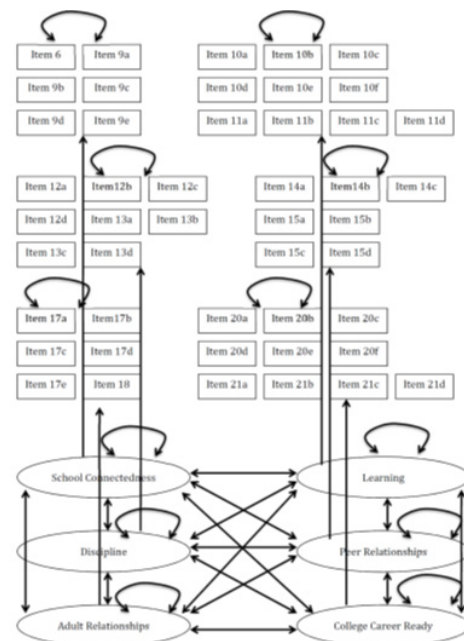 Item 6 Item 9a Item 10a Item 10b Item 10c
Item 9b Item 9c Item 10d Item 10e Item 10f
Item 9d Item 9e Item 11a Item 11b Item 11c Item 11d
Item 12a Item12b Item 12c Item 14a Item14b Item 14c
Item 12d Item 13a Item 13b Item 15a Item 15b
Item 13c Item 13d Item 15c Item 15d
Item 17a Item17b Item 20a Item 20b Item 20c
Item 17c Item 17d Item 20d Item 20e Item 20f
Item 17e Item 18 Item 21a Item 21b Item 21c Item 21d
School Connectedness Learning
Discipline Peer Relationships
Adult Relationships College Career Ready